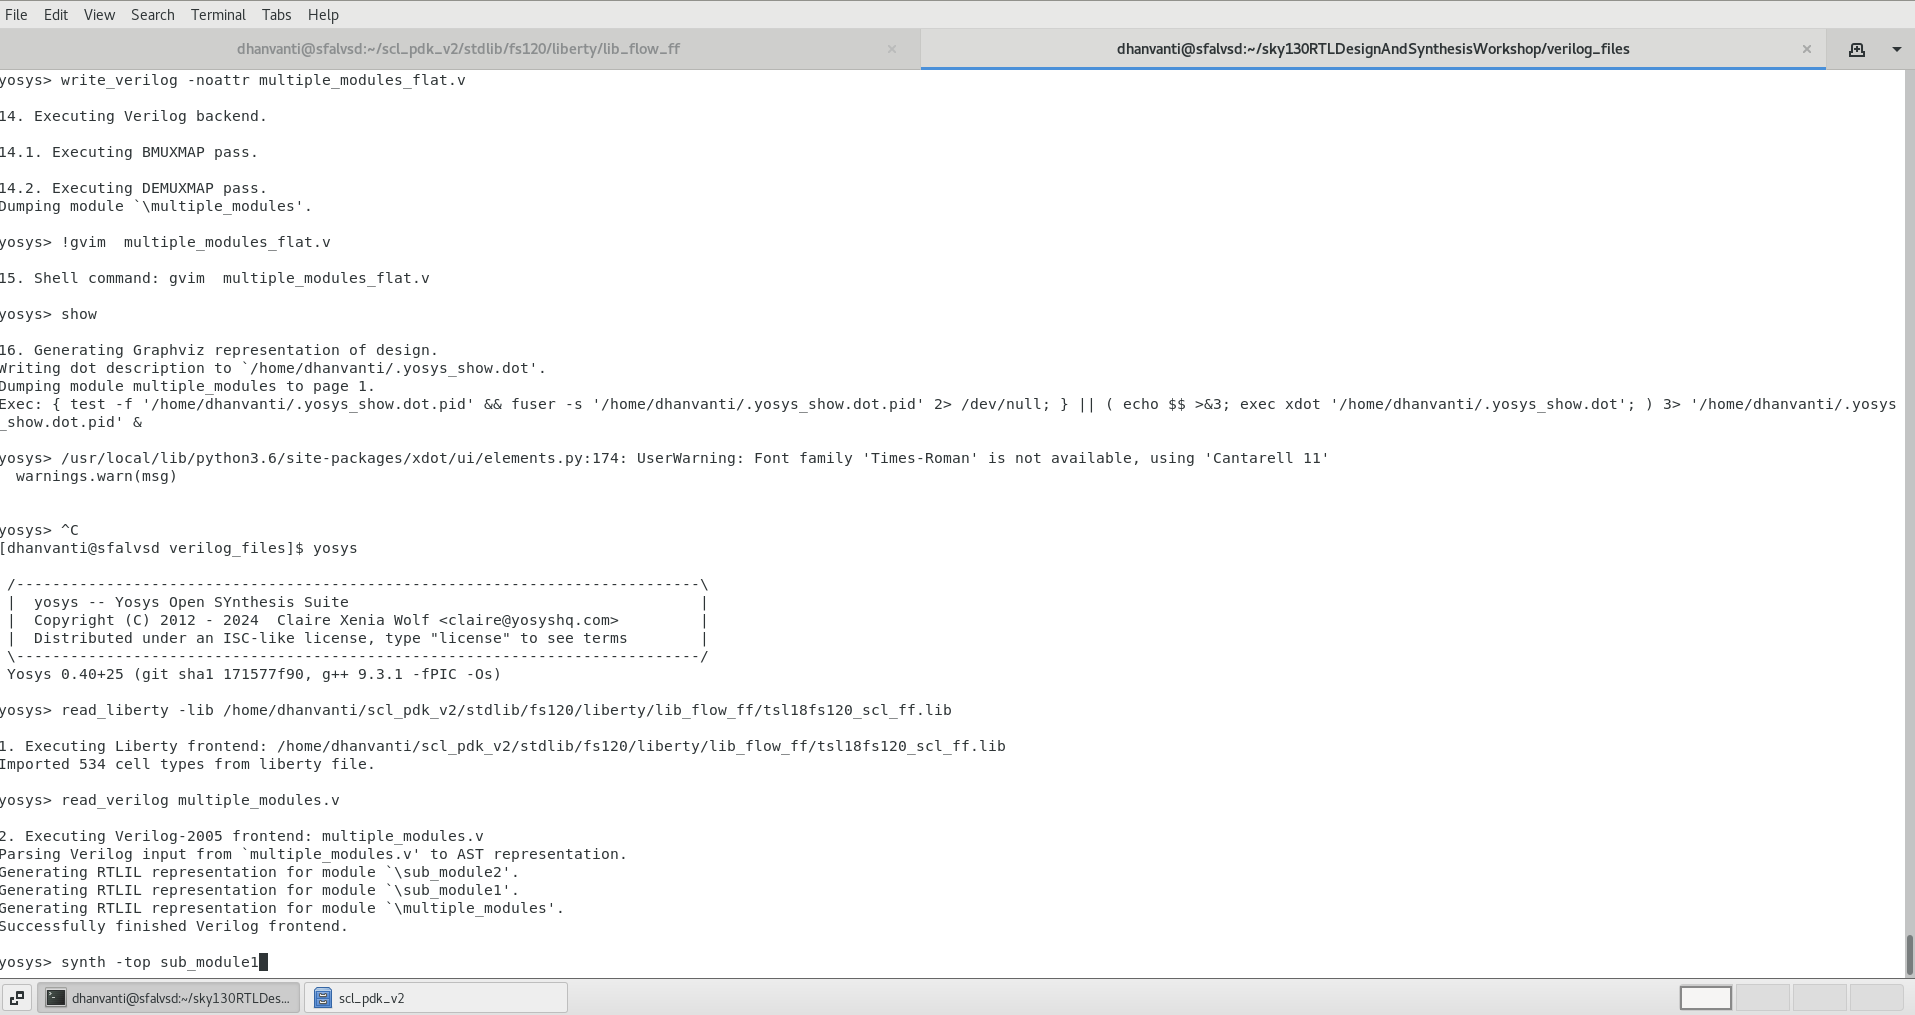 File Edit View Search Terminal Tabs Help
dhanvanti@sfalvsd:~/scl_pdk_v2/stdlib/fs120/liberty/lib_flow_ff × dhanvanti@sfalvsd:~/sky130RTLDesignAndSynthesisWorkshop/verilog_files ×
yosys> write_verilog -noattr multiple_modules_flat.v
14. Executing Verilog backend.
14.1. Executing BMUXMAP pass.
14.2. Executing DEMUXMAP pass.
Dumping module `\multiple_modules'.
yosys> !gvim  multiple_modules_flat.v
15. Shell command: gvim  multiple_modules_flat.v
yosys> show
16. Generating Graphviz representation of design.
Writing dot description to `/home/dhanvanti/.yosys_show.dot'.
Dumping module multiple_modules to page 1.
Exec: { test -f '/home/dhanvanti/.yosys_show.dot.pid' && fuser -s '/home/dhanvanti/.yosys_show.dot.pid' 2> /dev/null; } || ( echo $$ >&3; exec xdot '/home/dhanvanti/.yosys_show.dot'; ) 3> '/home/dhanvanti/.yosys
_show.dot.pid' &
yosys> /usr/local/lib/python3.6/site-packages/xdot/ui/elements.py:174: UserWarning: Font family 'Times-Roman' is not available, using 'Cantarell 11'
  warnings.warn(msg)
yosys> ^C
[dhanvanti@sfalvsd verilog_files]$ yosys
/----------------------------------------------------------------------------\
|  yosys -- Yosys Open SYnthesis Suite                                       |
|  Copyright (C) 2012 - 2024  Claire Xenia Wolf <claire@yosyshq.com>         |
|  Distributed under an ISC-like license, type "license" to see terms        |
\----------------------------------------------------------------------------/
Yosys 0.40+25 (git sha1 171577f90, g++ 9.3.1 -fPIC -Os)
yosys> read_liberty -lib /home/dhanvanti/scl_pdk_v2/stdlib/fs120/liberty/lib_flow_ff/tsl18fs120_scl_ff.lib
1. Executing Liberty frontend: /home/dhanvanti/scl_pdk_v2/stdlib/fs120/liberty/lib_flow_ff/tsl18fs120_scl_ff.lib
Imported 534 cell types from liberty file.
yosys> read_verilog multiple_modules.v
2. Executing Verilog-2005 frontend: multiple_modules.v
Parsing Verilog input from `multiple_modules.v' to AST representation.
Generating RTLIL representation for module `\sub_module2'.
Generating RTLIL representation for module `\sub_module1'.
Generating RTLIL representation for module `\multiple_modules'.
Successfully finished Verilog frontend.
yosys> synth -top sub_module1
dhanvanti@sfalvsd:~/sky130RTLDes... scl_pdk_v2